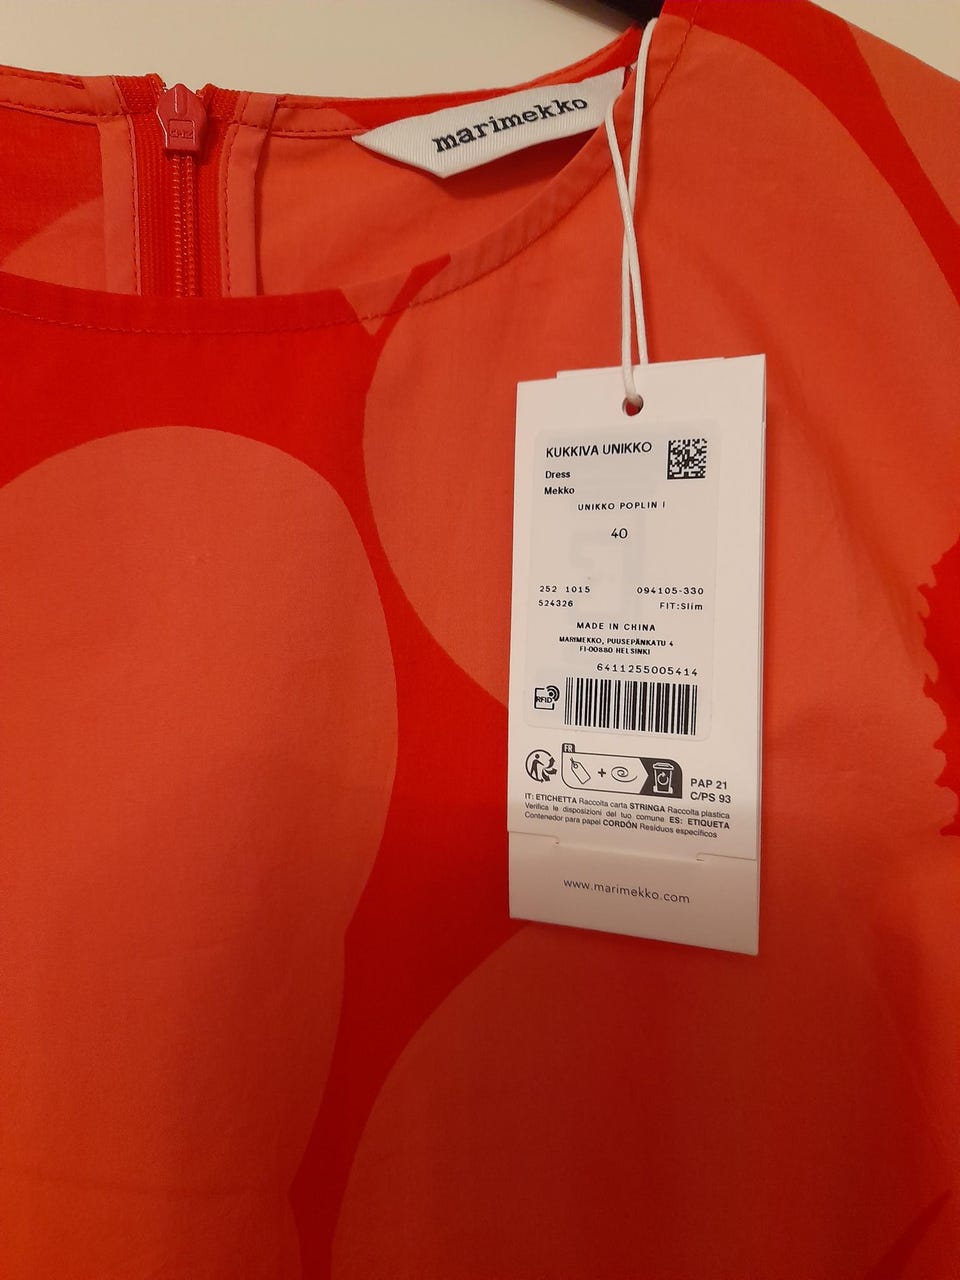 marimekko
KUKKIVA UNIKKO
Dress
Mekko
UNIKKO POPLIN I
40
252 1015 094105-330
524326 FIT:Slim
MADE IN CHINA
MARIMEKKO, PUUSEPÄNKATU 4
FI-00880 HELSINKI
6411255005414
RFID
FR
PAP 21
C/PS 93
IT: ETICHETTA Raccolta carta STRINGA Raccolta plastica
Verifica le disposizioni del tuo comune ES: ETIQUETA
Contenedor para papel CORDÓN Residuos específicos
www.marimekko.com